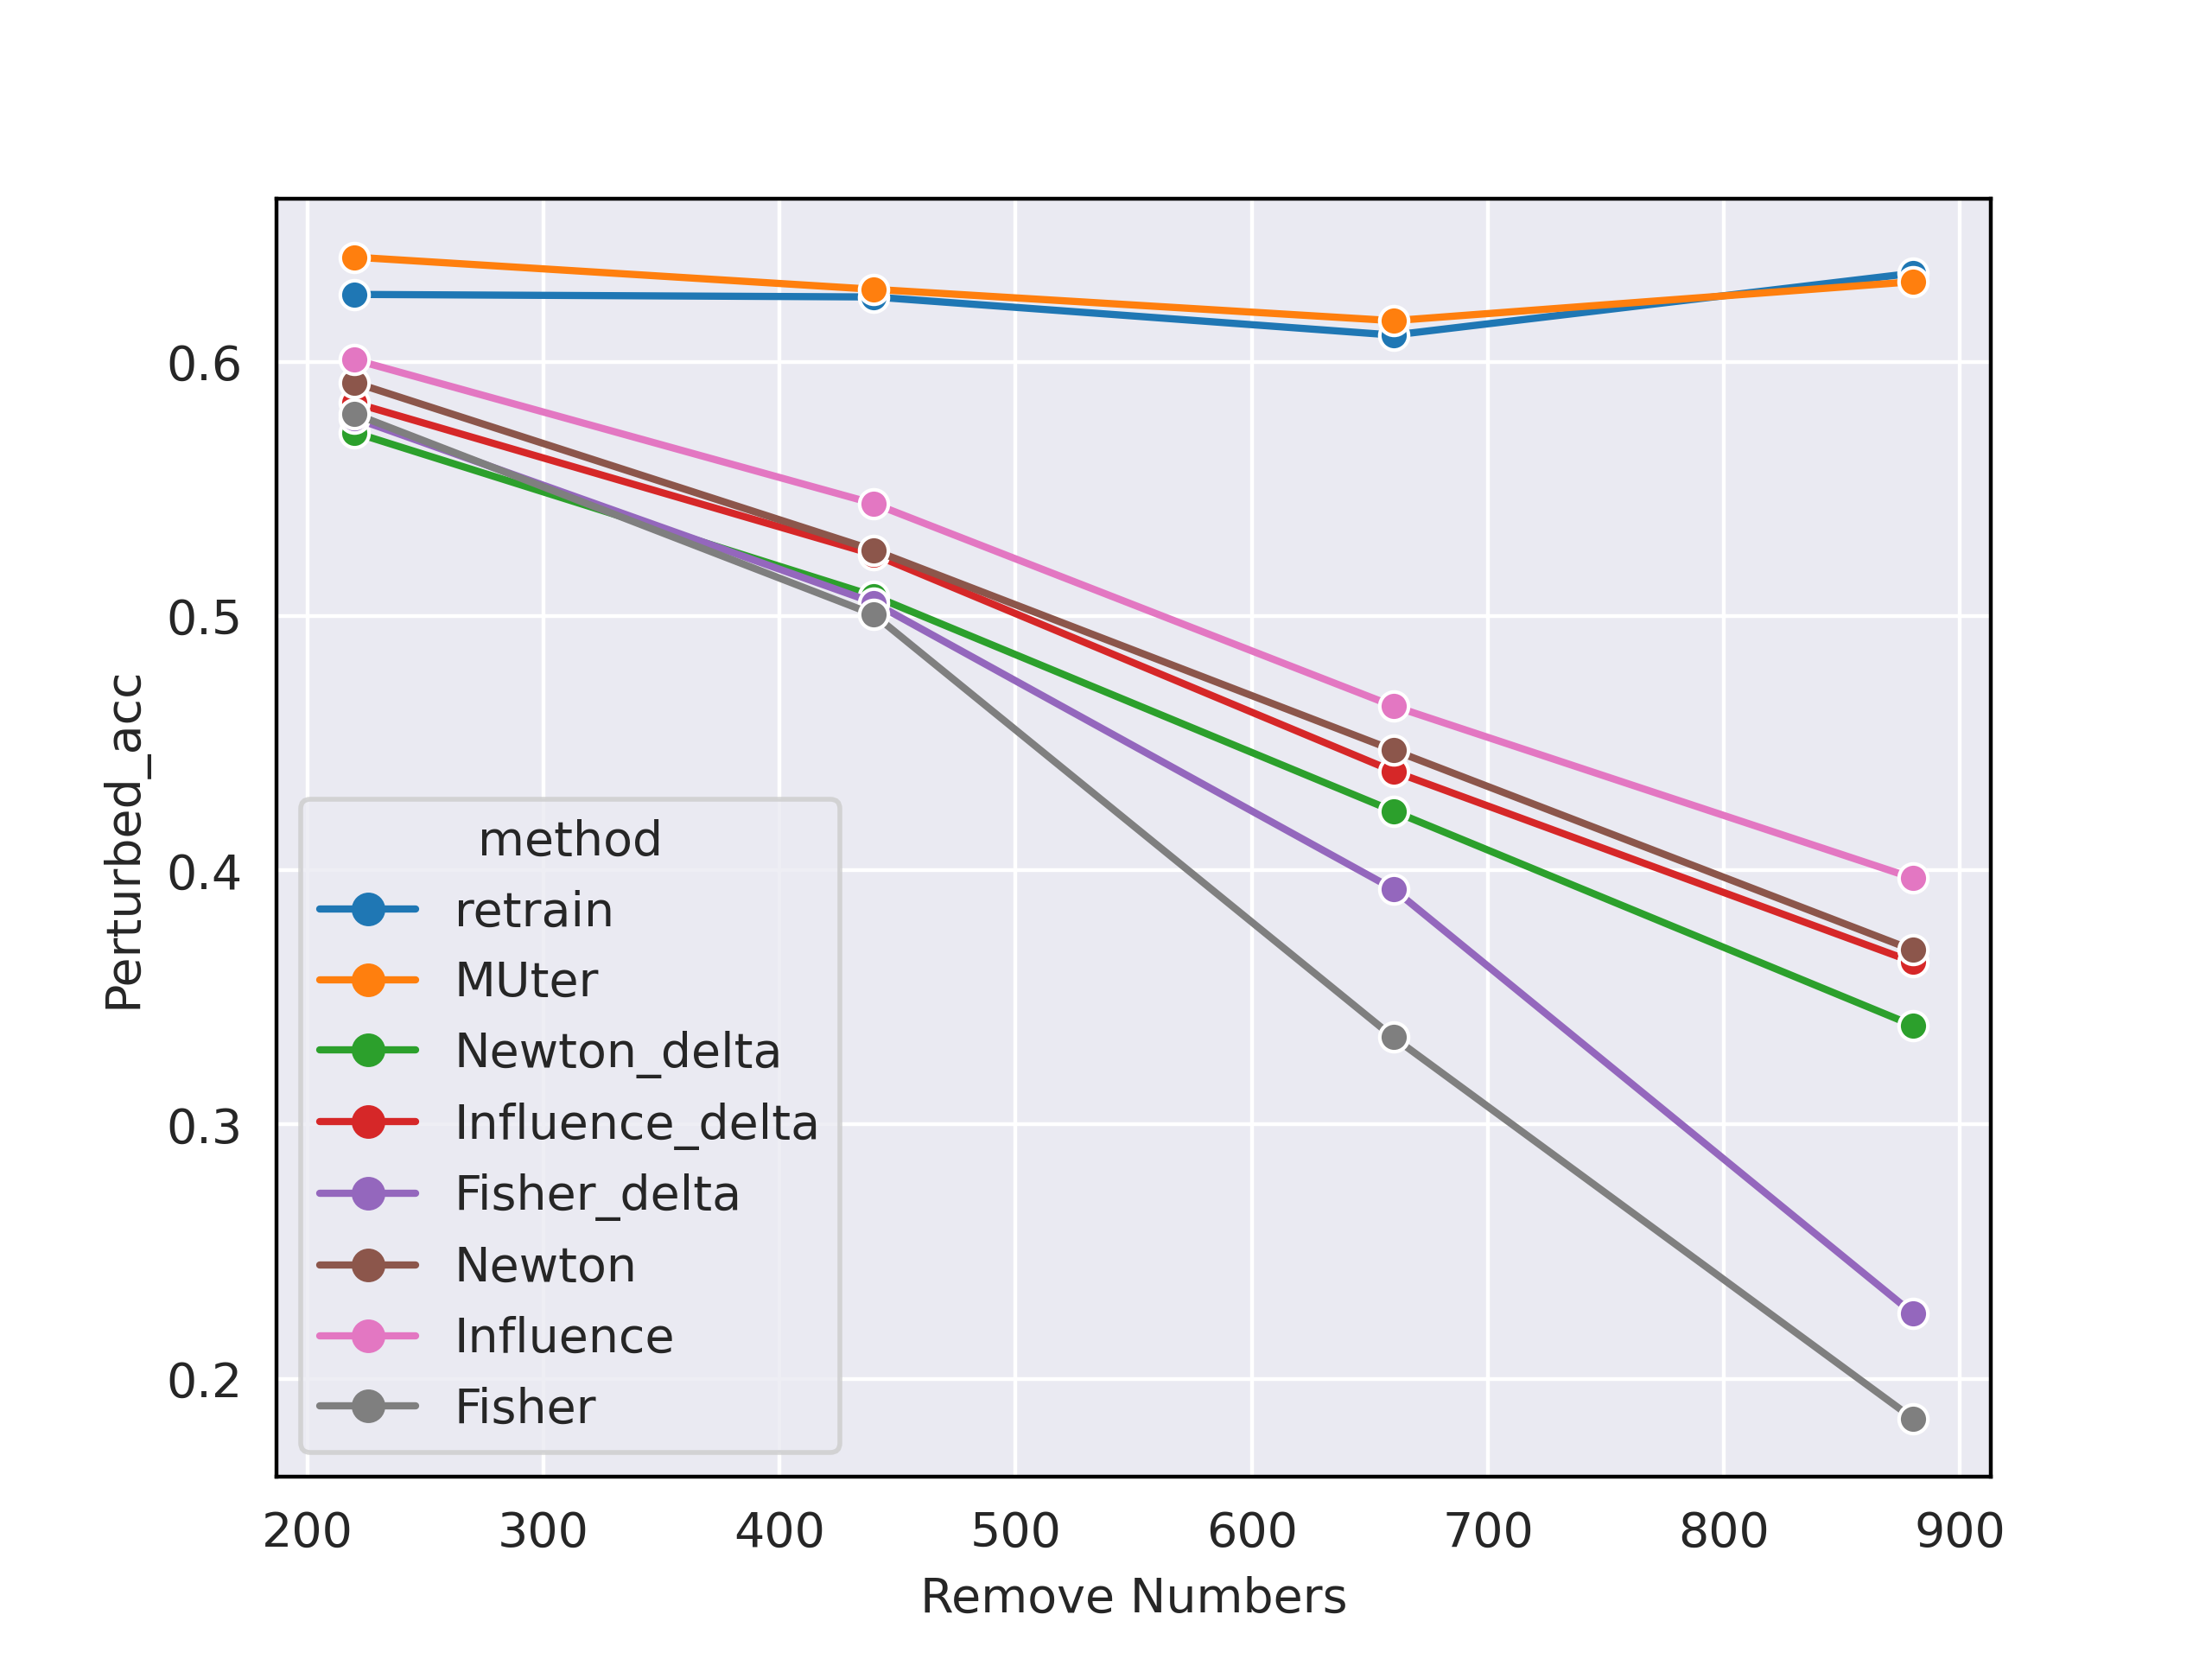 0.6
0.5
0.4
0.3
0.2
Perturbed_acc
method
retrain
MUter
Newton_delta
Influence_delta
Fisher_delta
Newton
Influence
Fisher
200 300 400 500 600 700 800 900
Remove Numbers